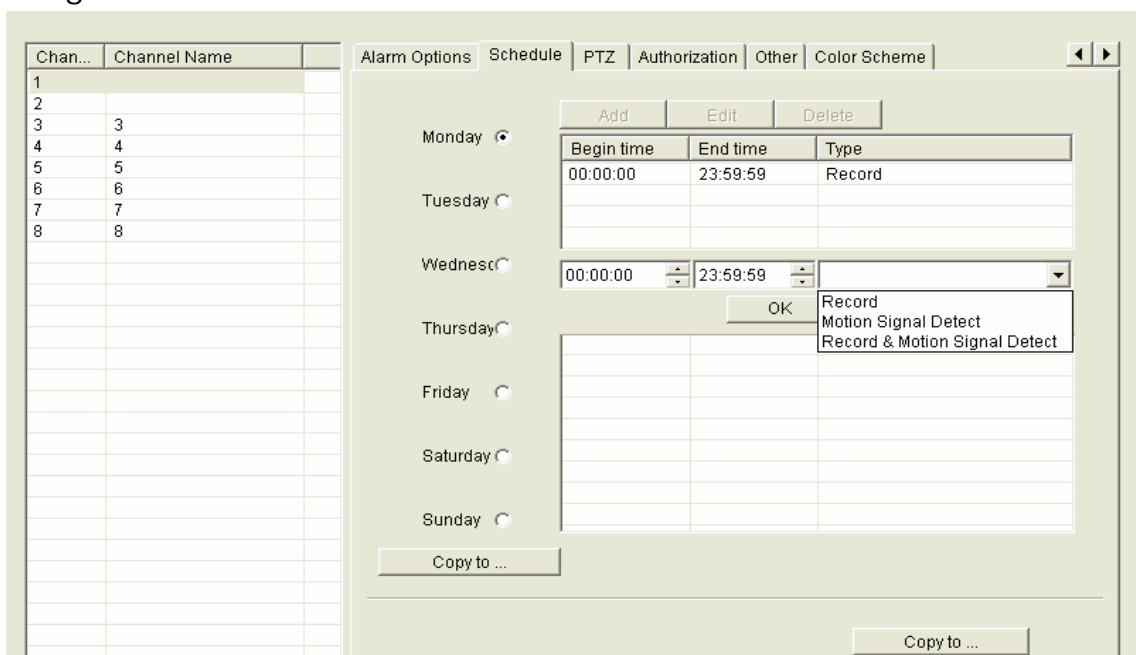 Chan... Channel Name
1
2
3 3
4 4
5 5
6 6
7 7
8 8
Alarm Options Schedule PTZ Authorization Other Color Scheme
Add Edit Delete
Monday
Begin time End time Type
00:00:00 23:59:59 Record
Tuesday
Wednesc
00:00:00 23:59:59
OK
Record
Motion Signal Detect
Record & Motion Signal Detect
Thursday
Friday
Saturday
Sunday
Copy to ...
Copy to ...